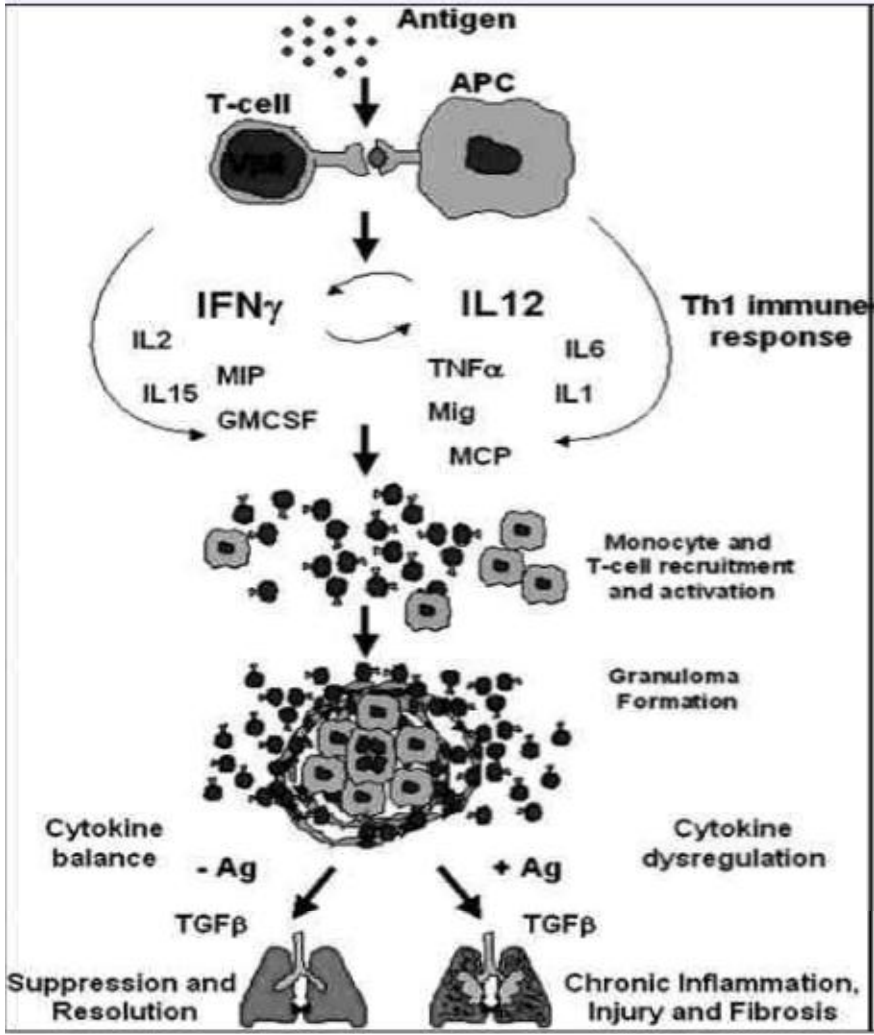 Antigen
APC
T-cell
Vβ8
IFNγ
IL12
Th1 immune
response
IL2
IL6
MIP
TNFα
IL15
IL1
GMCSF
Mig
MCP
Monocyte and
T-cell recruitment
and activation
Granuloma
Formation
Cytokine
balance
Cytokine
dysregulation
- Ag
+ Ag
TGFβ
TGFβ
Suppression and
Resolution
Chronic Inflammation,
Injury and Fibrosis